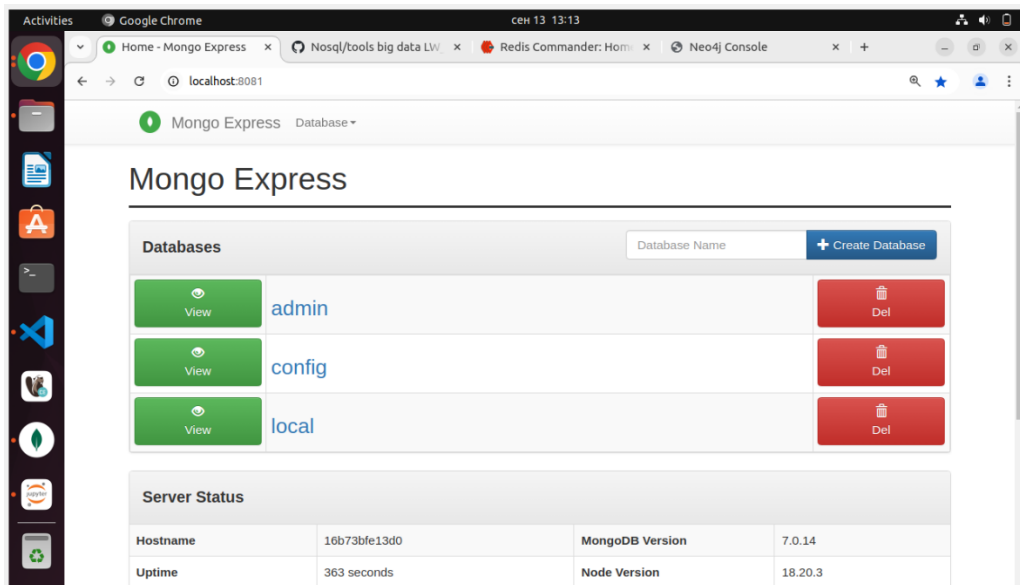 Activities Google Chrome сен 13 13:13
Home - Mongo Express Nosql/tools big data LW Redis Commander: Hom Neo4j Console
localhost:8081
Mongo Express Database
Mongo Express
Databases Database Name Create Database
View admin Del
View config Del
View local Del
Server Status
Hostname 16b73bfe13d0 MongoDB Version 7.0.14
Uptime 363 seconds Node Version 18.20.3
jupyter